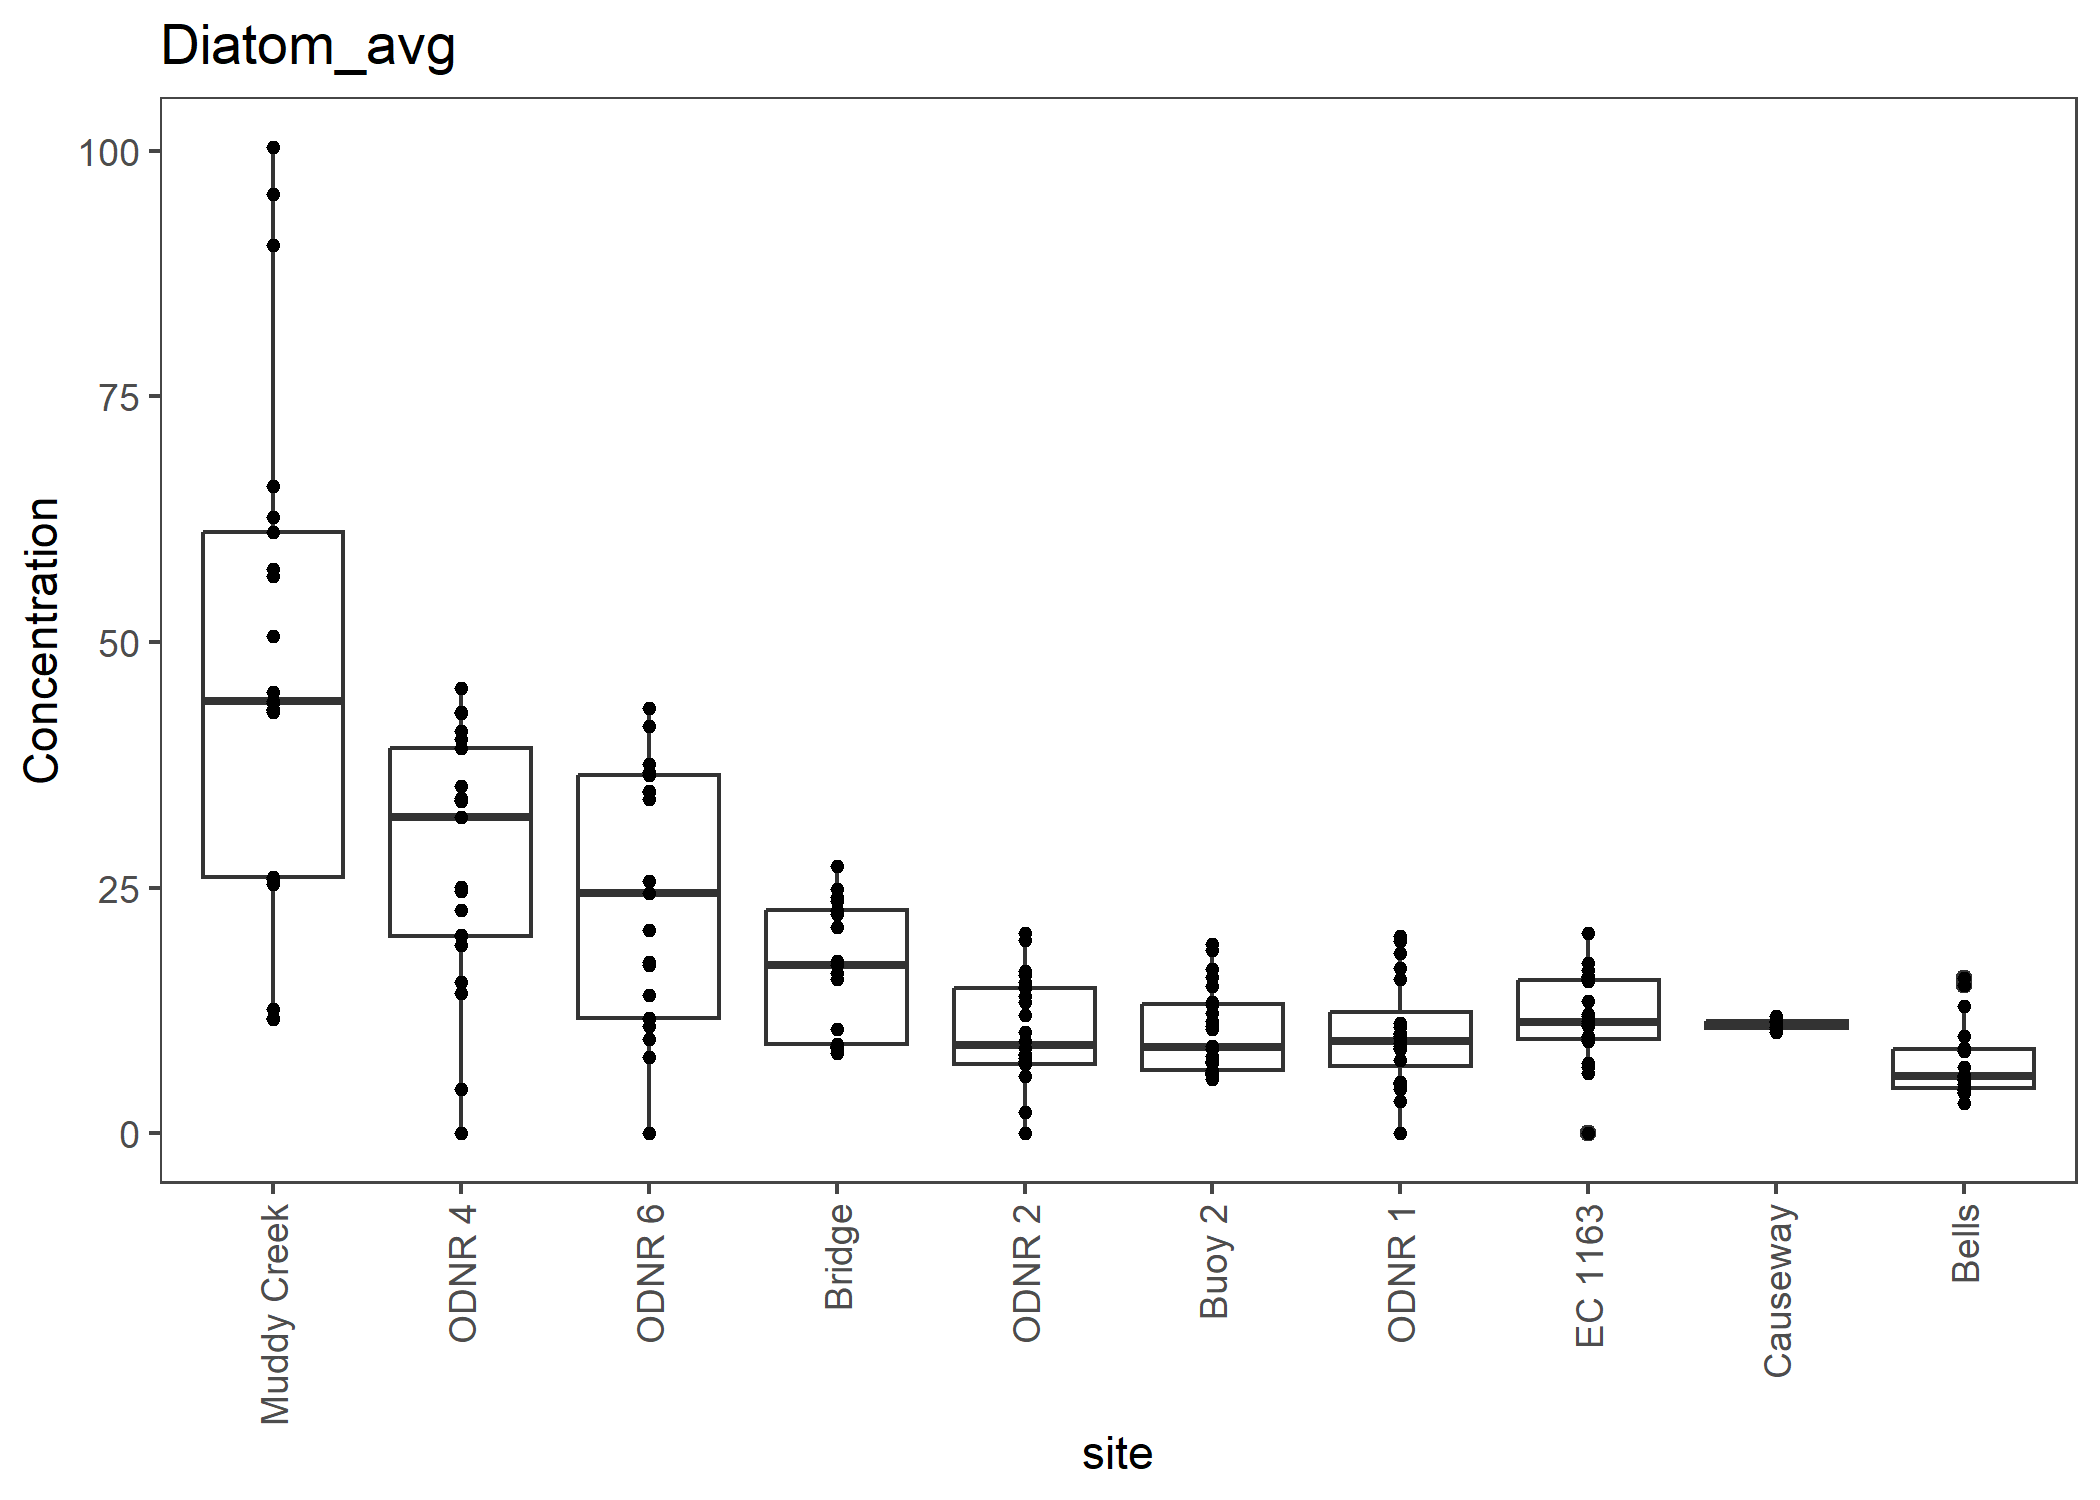 Diatom_avg
Concentration
100
75
50
25
0
Muddy Creek
ODNR 4
ODNR 6
Bridge
ODNR 2
Buoy 2
ODNR 1
EC 1163
Causeway
Bells
site